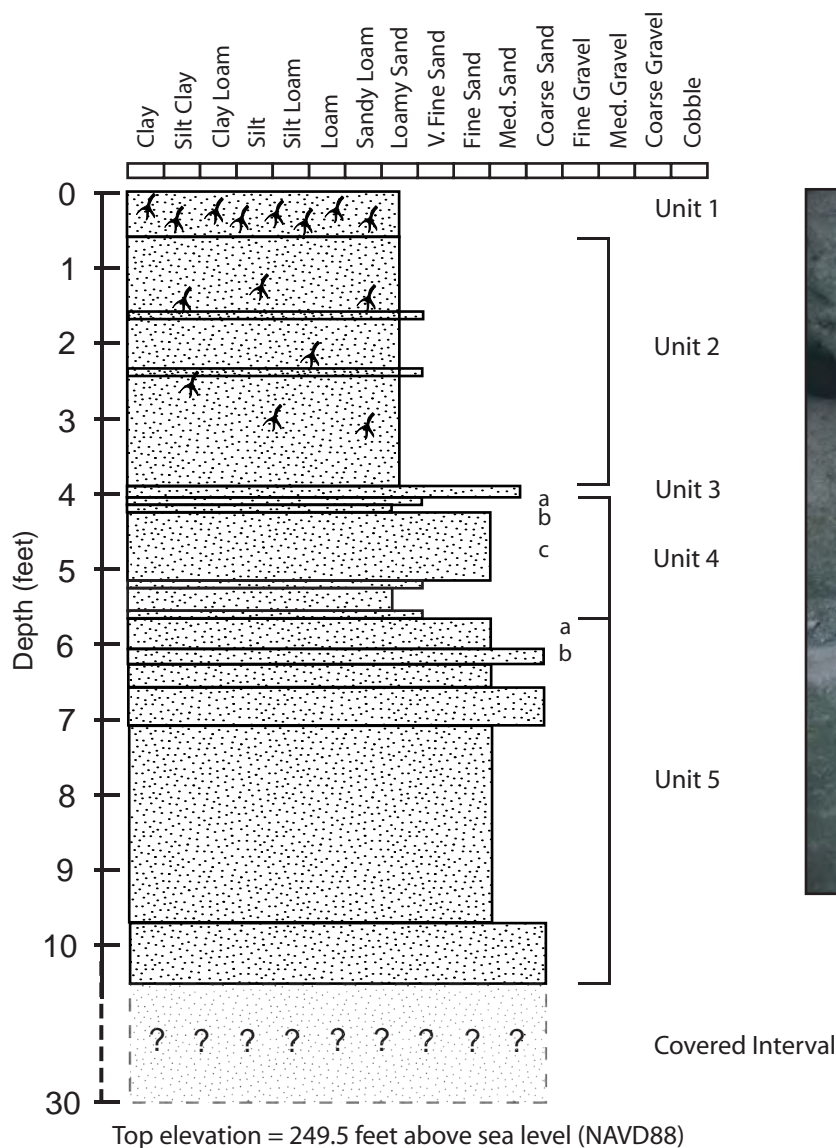 Clay
Silt Clay
Clay Loam
Silt
Silt Loam
Loam
Sandy Loam
Loamy Sand
V. Fine Sand
Fine Sand
Med. Sand
Coarse Sand
Fine Gravel
Med. Gravel
Coarse Gravel
Cobble
Depth (feet)
0
1
2
3
4
5
6
7
8
9
10
30
Unit 1
Unit 2
Unit 3
a
b
c
Unit 4
a
b
Unit 5
? ? ? ? ? ? ? ? ?
Covered Interval
Top elevation = 249.5 feet above sea level (NAVD88)